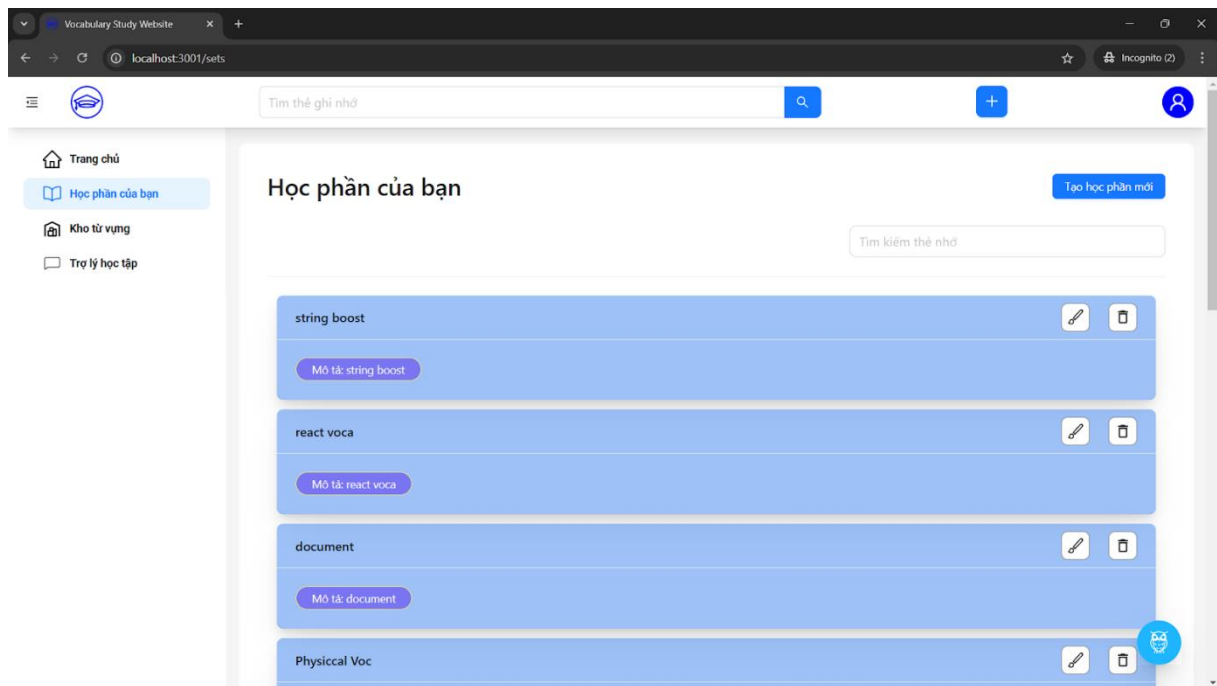 Vocabulary Study Website
localhost:3001/sets
Incognito (2)
Tìm thẻ ghi nhớ
Trang chủ
Học phần của bạn
Kho từ vựng
Trợ lý học tập
Học phần của bạn
Tạo học phần mới
Tìm kiếm thẻ nhớ
string boost
Mô tả: string boost
react voca
Mô tả: react voca
document
Mô tả: document
Physiccal Voc